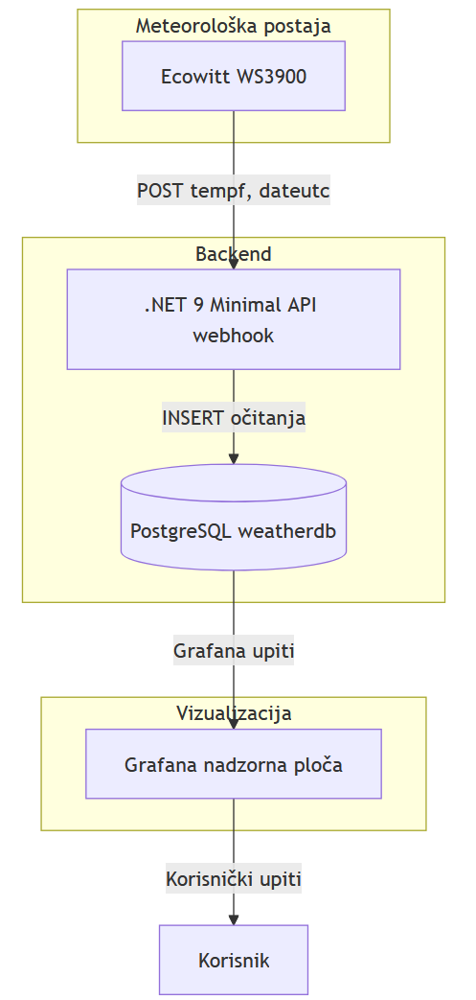 Meteorološka postaja
Ecowitt WS3900
POST tempf, dateutc
Backend
.NET 9 Minimal API
webhook
INSERT očitanja
PostgreSQL weatherdb
Grafana upiti
Vizualizacija
Grafana nadzorna ploča
Korisnički upiti
Korisnik